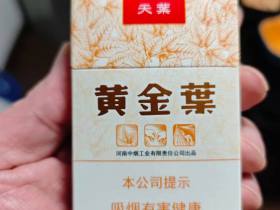 天葉
黄金葉
河南中烟工业有限责任公司出品
本公司提示
吸烟有害健康